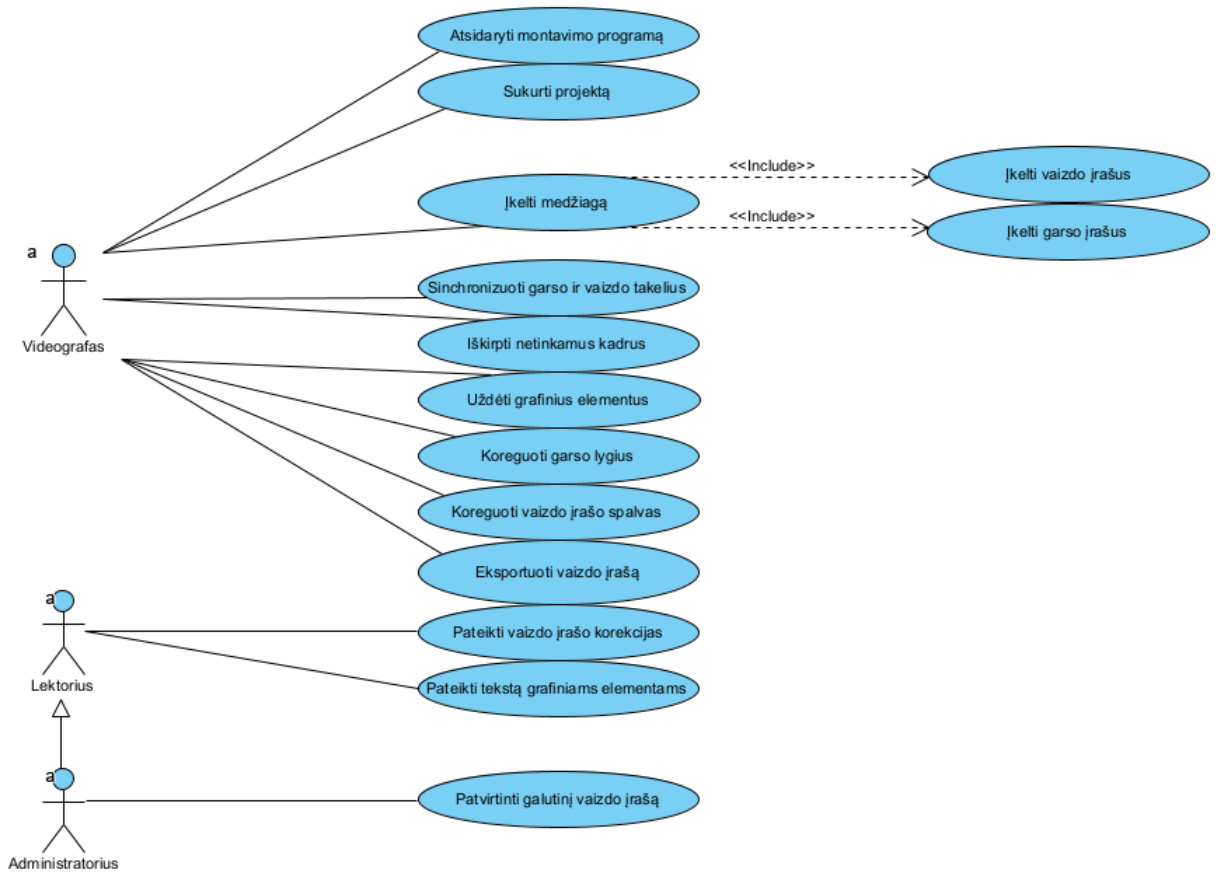 Atsidaryti montavimo programą
Sukurti projektą
<<Include>>
Įkelti medžiagą
Įkelti vaizdo įrašus
<<Include>>
Įkelti garso įrašus
a
Videografas
Sinchronizuoti garso ir vaizdo takelius
Iškirpti netinkamus kadrus
Uždėti grafinius elementus
Koreguoti garso lygius
Koreguoti vaizdo įrašo spalvas
Eksportuoti vaizdo įrašą
a
Lektorius
Pateikti vaizdo įrašo korekcijas
Pateikti tekstą grafiniams elementams
a
Administratorius
Patvirtinti galutinį vaizdo įrašą